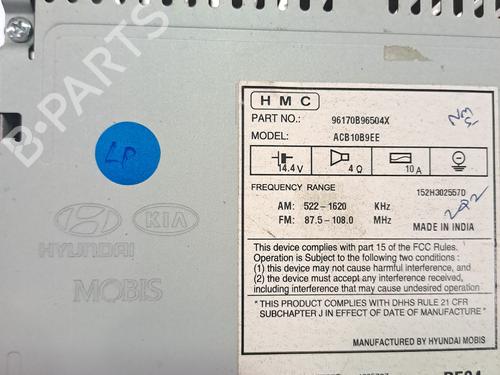 B-PARTS
HMC
PART NO.: 96170B96504X
MODEL: ACB10B9EE
14.4V 4Ω 10A
FREQUENCY RANGE 152H302557D
AM: 522-1620 KHz
FM: 87.5-108.0 MHz MADE IN INDIA
LP
HYUNDAI KIA
MOBIS
This device complies with part 15 of the FCC Rules.
Operation is Subject to the following two conditions:
(1) this device may not cause harmful interference, and
(2) the device must accept any interference received,
including interference that may cause undesired operation
* THIS PRODUCT COMPLIES WITH DHHS RULE 21 CFR
SUBCHAPTER J IN EFFECT OF DATE OF MANUFACTURE *
MANUFACTURED BY HYUNDAI MOBIS